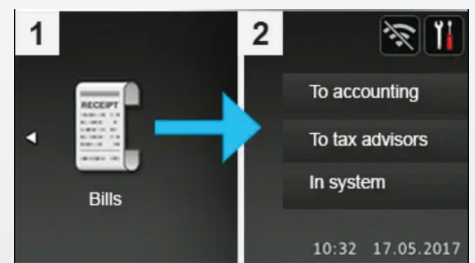 1
2
RECEIPT
Bills
To accounting
To tax advisors
In system
10:32 17.05.2017